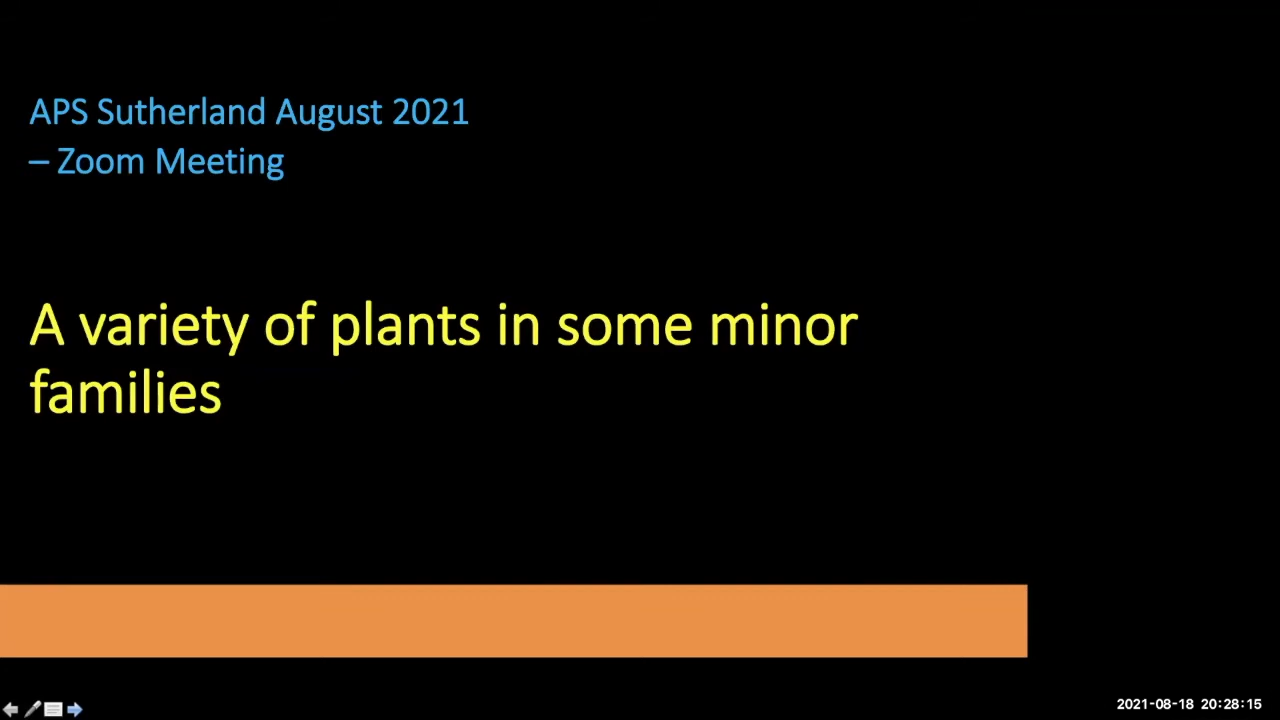 APS Sutherland August 2021
– Zoom Meeting
A variety of plants in some minor
families
2021-08-18 20:28:15